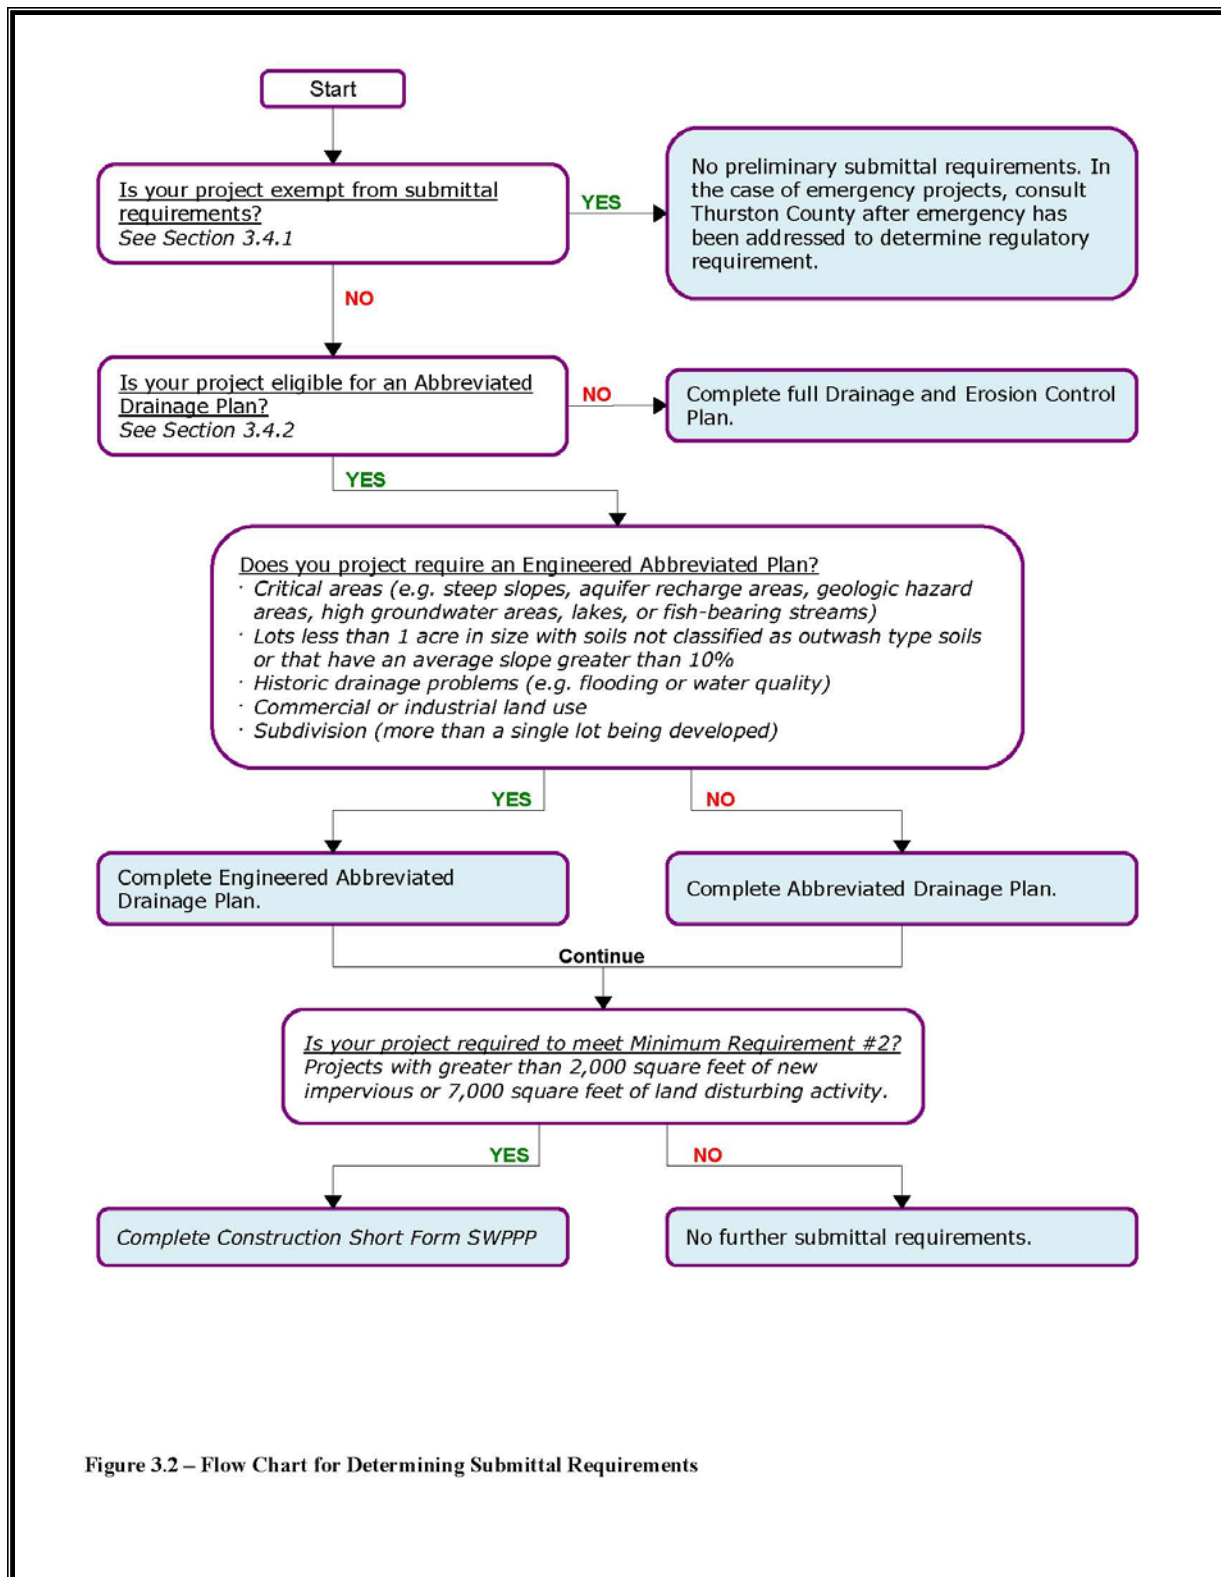 Start
Is your project exempt from submittal
requirements?
See Section 3.4.1
YES
No preliminary submittal requirements. In
the case of emergency projects, consult
Thurston County after emergency has
been addressed to determine regulatory
requirement.
NO
Is your project eligible for an Abbreviated
Drainage Plan?
See Section 3.4.2
NO
Complete full Drainage and Erosion Control
Plan.
YES
Does you project require an Engineered Abbreviated Plan?
· Critical areas (e.g. steep slopes, aquifer recharge areas, geologic hazard
areas, high groundwater areas, lakes, or fish-bearing streams)
· Lots less than 1 acre in size with soils not classified as outwash type soils
or that have an average slope greater than 10%
· Historic drainage problems (e.g. flooding or water quality)
· Commercial or industrial land use
· Subdivision (more than a single lot being developed)
YES
NO
Complete Engineered Abbreviated
Drainage Plan.
Complete Abbreviated Drainage Plan.
Continue
Is your project required to meet Minimum Requirement #2?
Projects with greater than 2,000 square feet of new
impervious or 7,000 square feet of land disturbing activity.
YES
NO
Complete Construction Short Form SWPPP
No further submittal requirements.
Figure 3.2 – Flow Chart for Determining Submittal Requirements